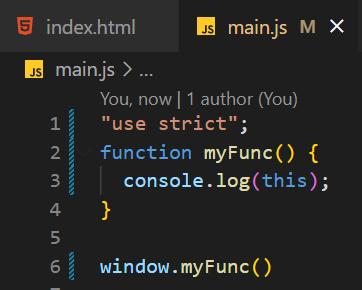 index.html main.js M
JS main.js > ...
You, now | 1 author (You)
1 "use strict";
2 function myFunc() {
3   console.log(this);
4 }
5
6 window.myFunc()